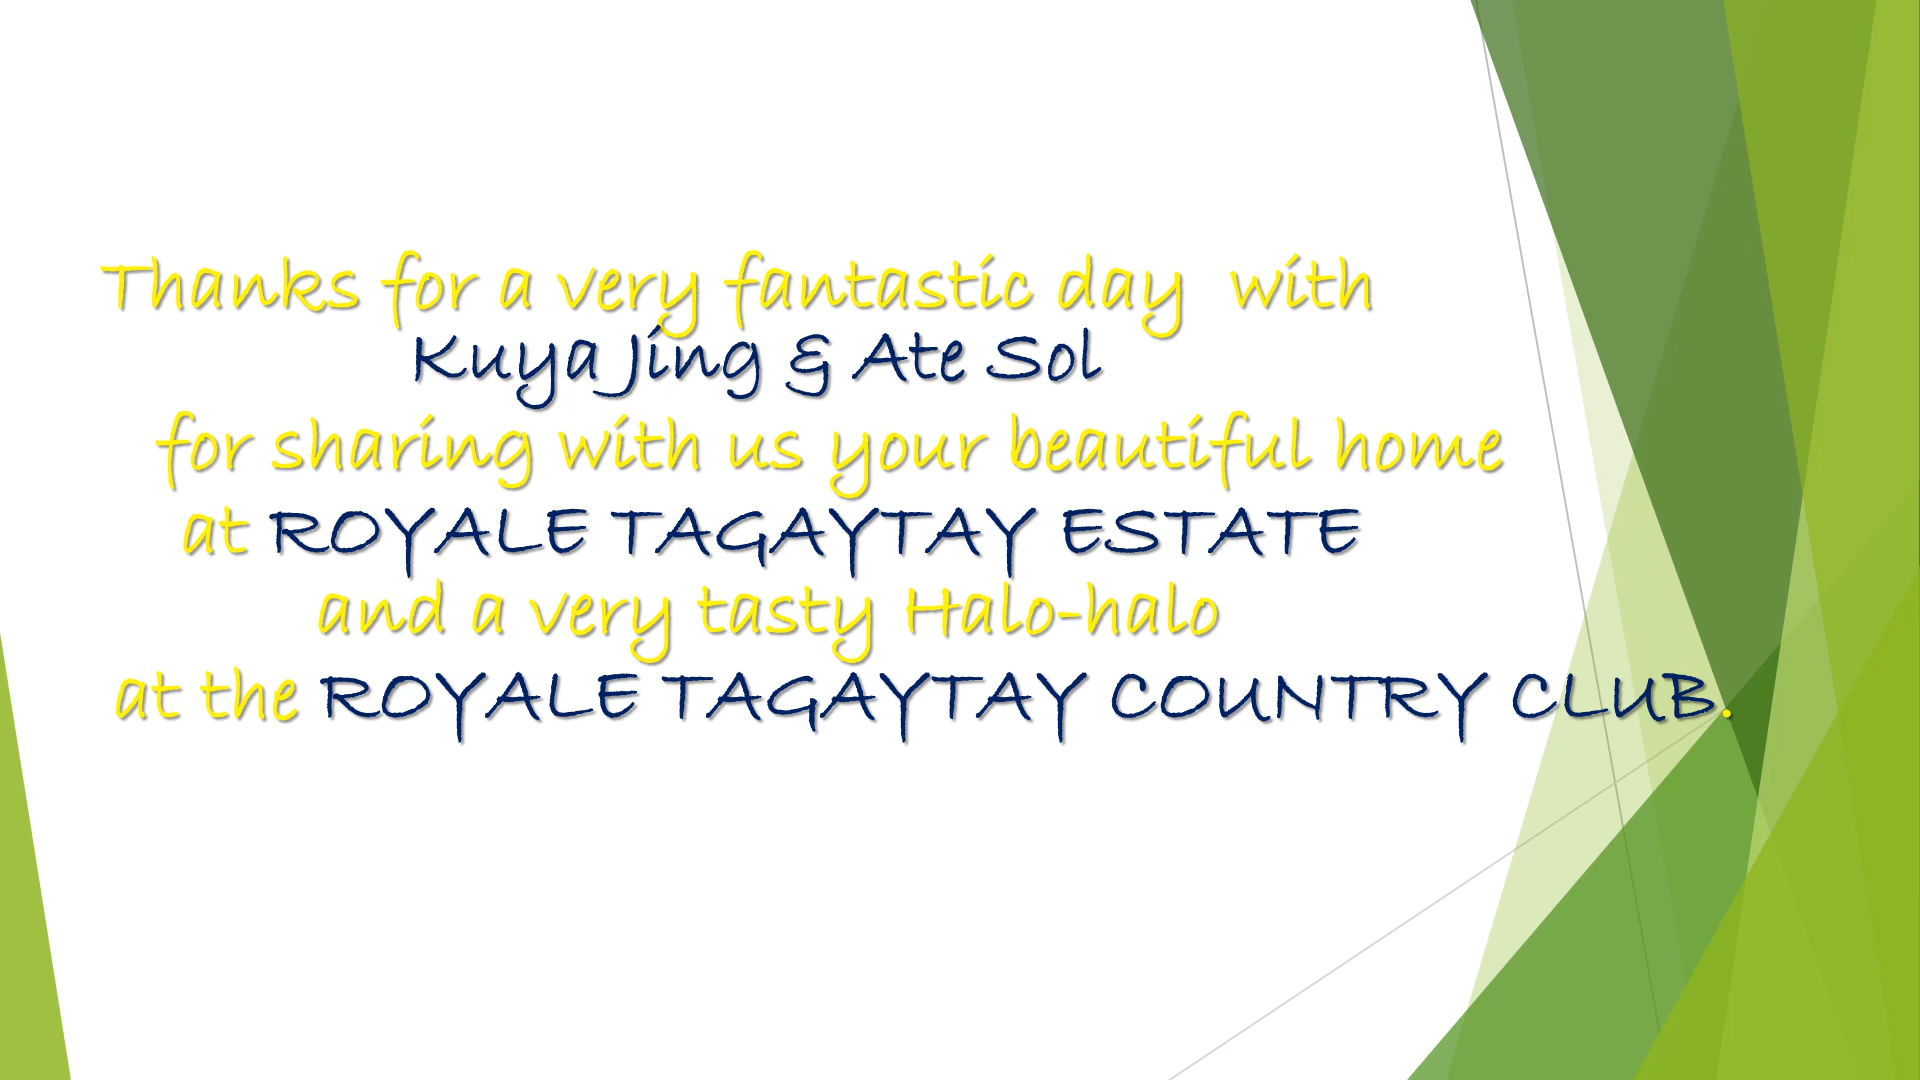 Thanks for a very fantastic day with
Kuya Jing & Ate Sol
for sharing with us your beautiful home
at ROYALE TAGAYTAY ESTATE
and a very tasty Halo-halo
at the ROYALE TAGAYTAY COUNTRY CLUB.